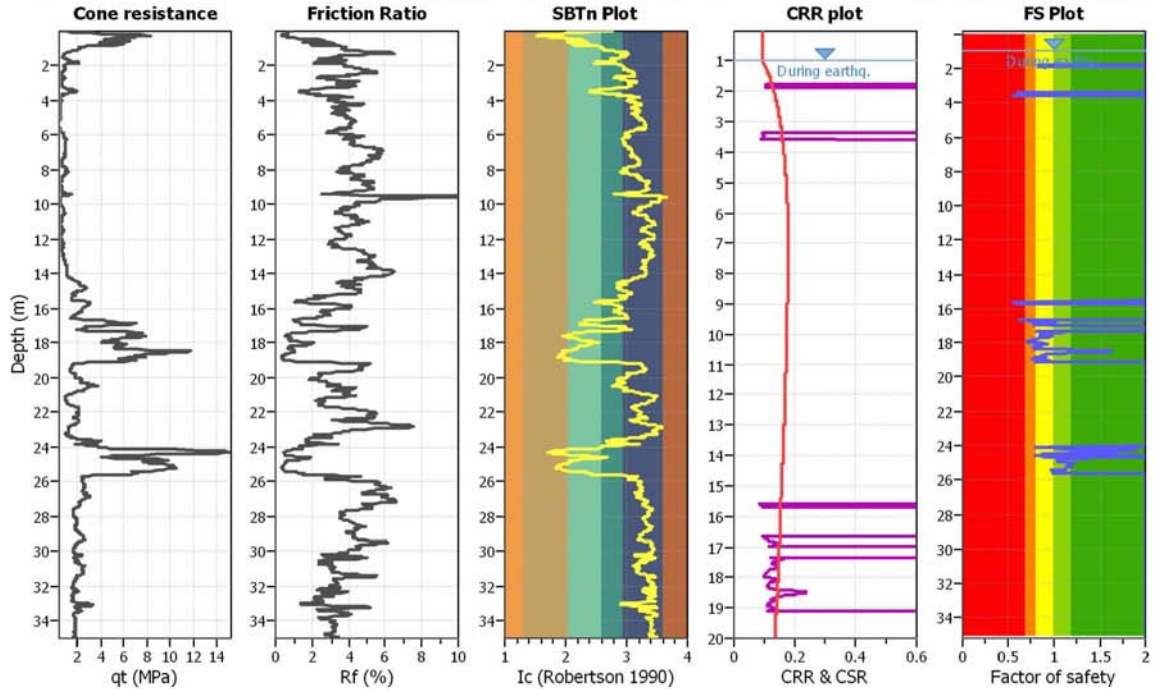 Cone resistance Friction Ratio SBTn Plot CRR plot FS Plot
During earthq. During earthq.
Depth (m)
2 4 6 8 10 12 14 16 18 20 22 24 26 28 30 32 34
2 4 6 8 10 12 14 16 18 20 22 24 26 28 30 32 34
2 4 6 8 10 12 14 16 18 20 22 24 26 28 30 32 34
1 2 3 4 5 6 7 8 9 10 11 12 13 14 15 16 17 18 19 20
2 4 6 8 10 12 14 16 18 20 22 24 26 28 30 32 34
2 4 6 8 10 12 14 0 2 4 6 8 10 1 2 3 4 0 0.2 0.4 0.6 0 0.5 1 1.5 2
qt (MPa) Rf (%) Ic (Robertson 1990) CRR & CSR Factor of safety